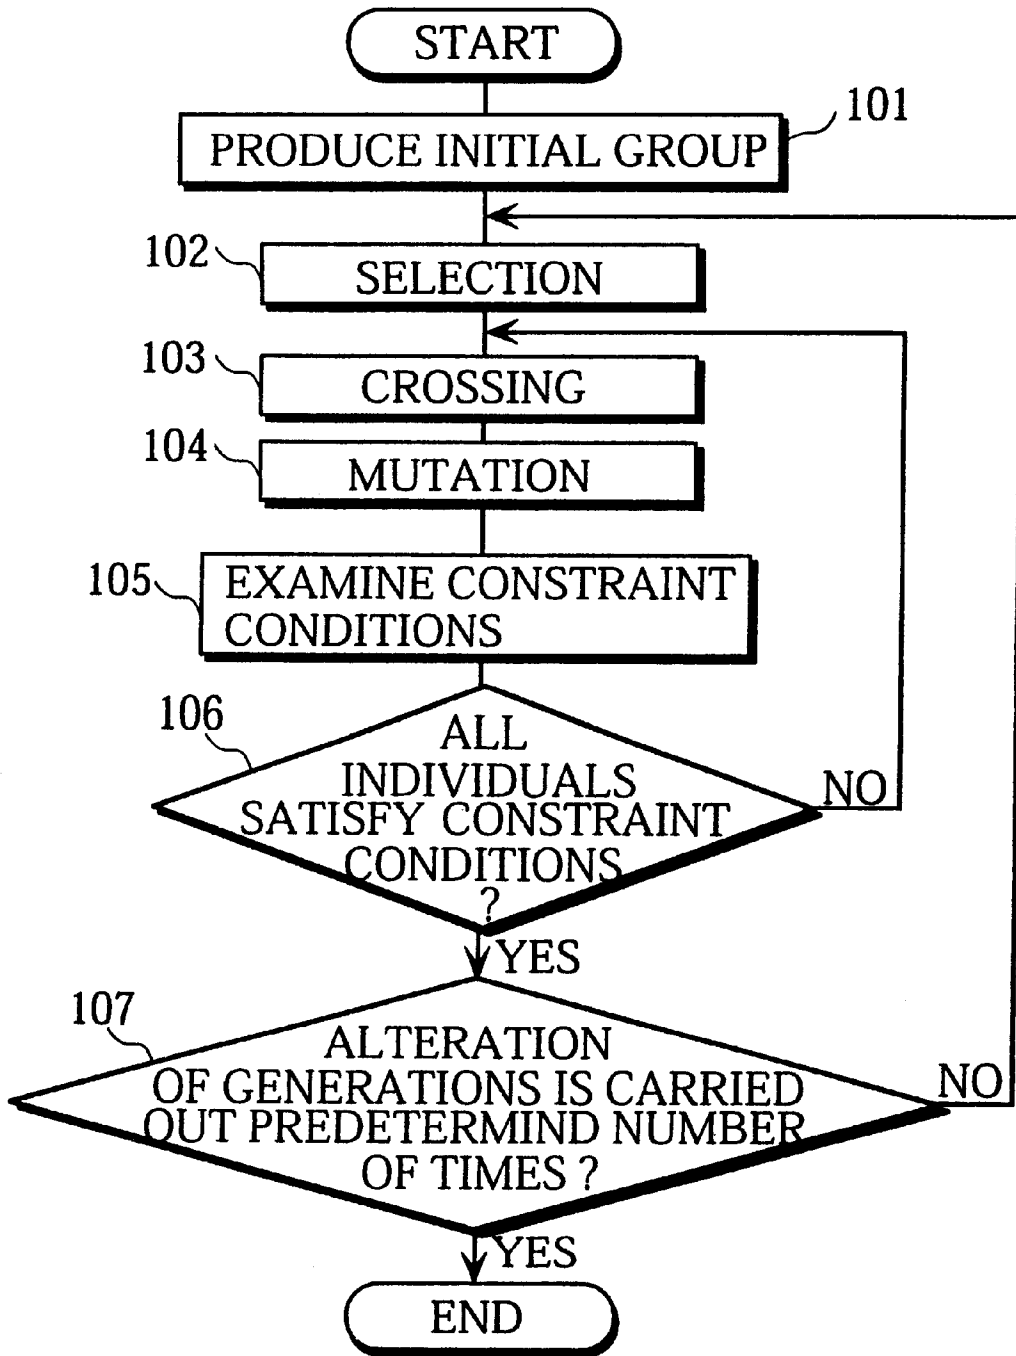 START
101
PRODUCE INITIAL GROUP
102
SELECTION
103
CROSSING
104
MUTATION
105
EXAMINE CONSTRAINT
CONDITIONS
106
ALL
INDIVIDUALS
SATISFY CONSTRAINT
CONDITIONS
?
NO
YES
107
ALTERATION
OF GENERATIONS IS CARRIED
OUT PREDETERMIND NUMBER
OF TIMES ?
NO
YES
END